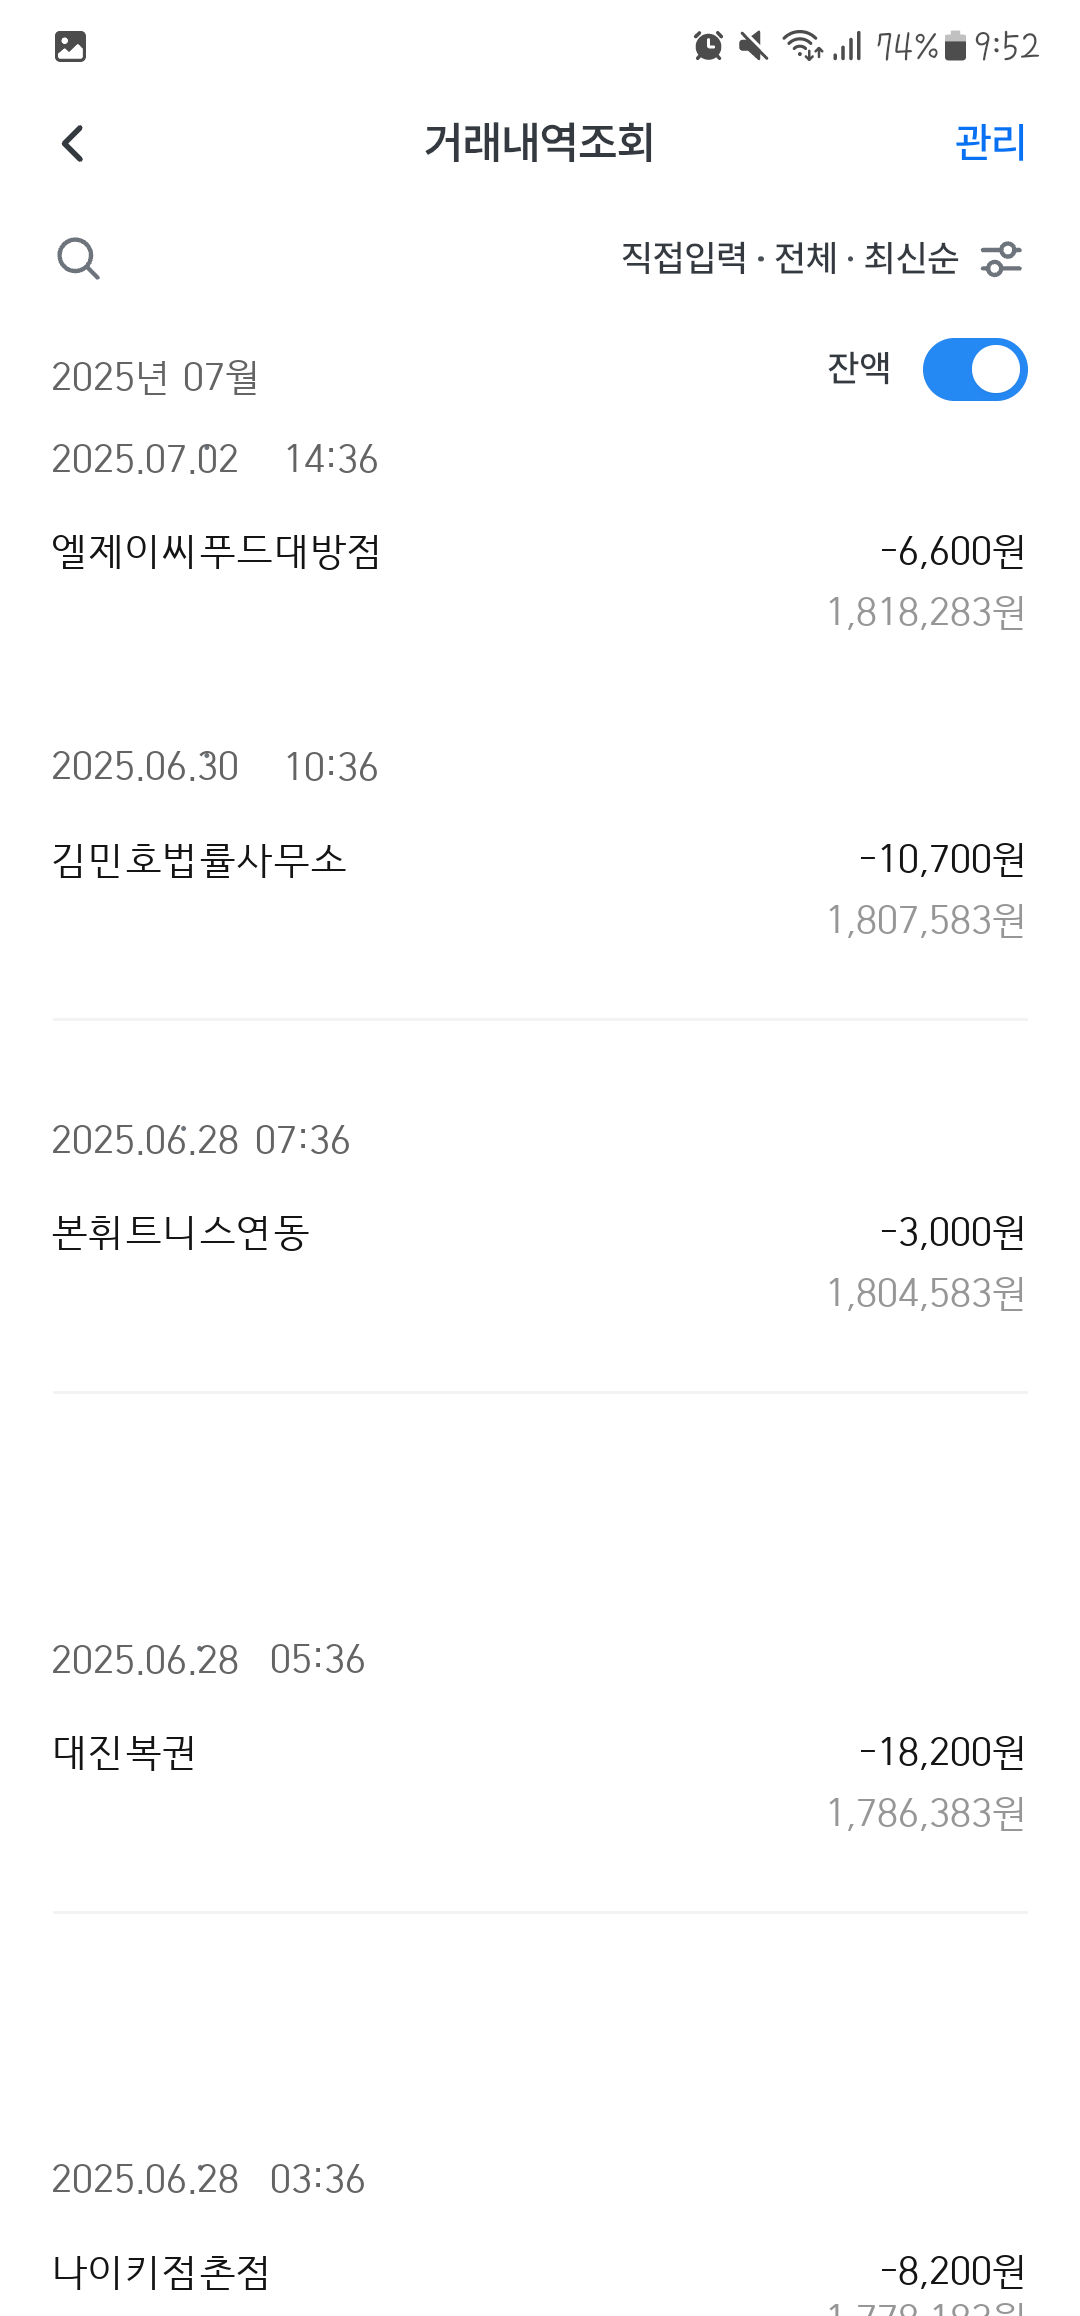 74% 9:52
거래내역조회 관리
직접입력 · 전체 · 최신순
2025년 07월 잔액
2025.07.02 14:36
엘제이씨푸드대방점 -6,600원
1,818,283원
2025.06.30 10:36
김민호법률사무소 -10,700원
1,807,583원
2025.06.28 07:36
본휘트니스연동 -3,000원
1,804,583원
2025.06.28 05:36
대진복권 -18,200원
1,786,383원
2025.06.28 03:36
나이키점촌점 -8,200원